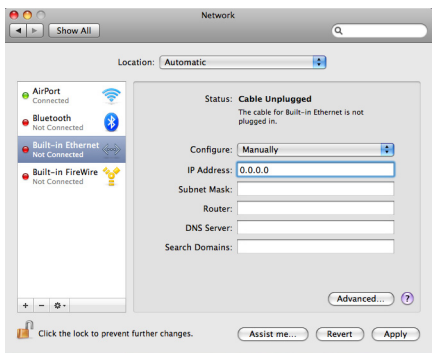 Network
Show All
Location: Automatic
AirPort
Connected
Bluetooth
Not Connected
Built-in Ethernet
Not Connected
Built-in FireWire
Not Connected
Status: Cable Unplugged
The cable for Built-in Ethernet is not
plugged in.
Configure: Manually
IP Address: 0.0.0.0
Subnet Mask:
Router:
DNS Server:
Search Domains:
Advanced... ?
+ −
Click the lock to prevent further changes.
Assist me... Revert Apply